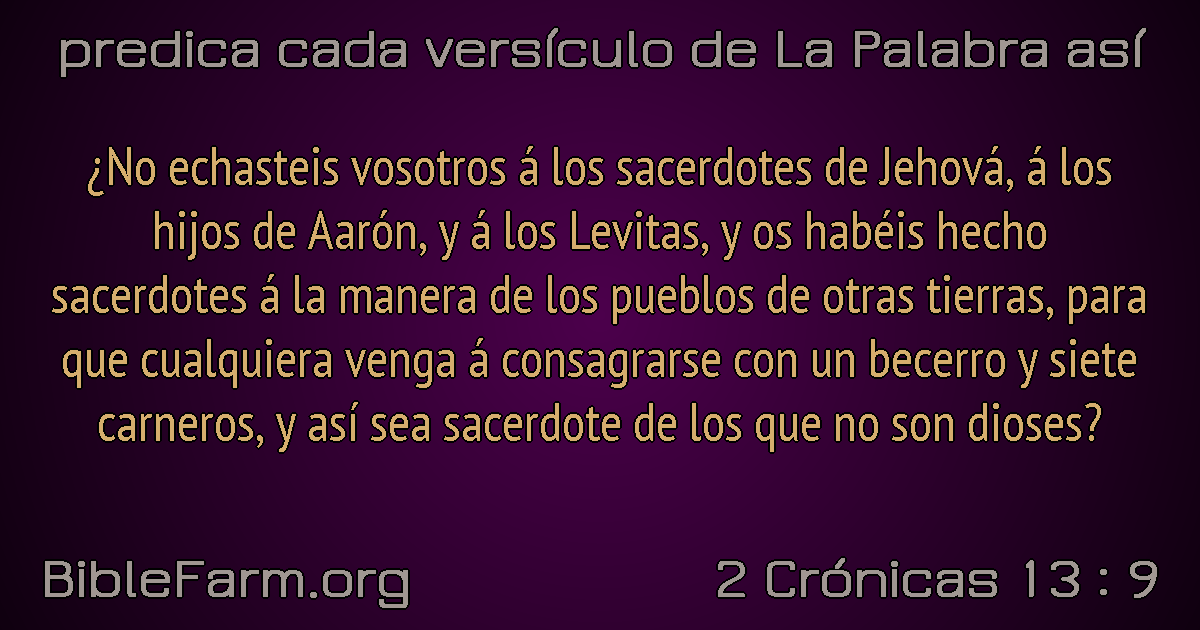 predica cada versículo de La Palabra así
¿No echasteis vosotros á los sacerdotes de Jehová, á los
hijos de Aarón, y á los Levitas, y os habéis hecho
sacerdotes á la manera de los pueblos de otras tierras, para
que cualquiera venga á consagrarse con un becerro y siete
carneros, y así sea sacerdote de los que no son dioses?
BibleFarm.org
2 Crónicas 13 : 9